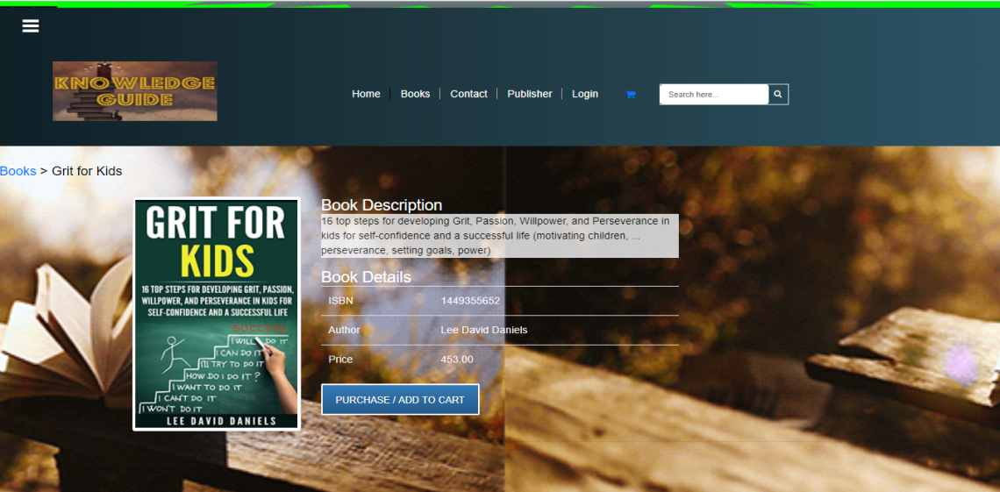 KNOWLEDGE
GUIDE
Home
Books
Contact
Publisher
Login
Search here...
Books > Grit for Kids
GRIT FOR
KIDS
16 TOP STEPS FOR DEVELOPING GRIT, PASSION,
WILLPOWER, AND PERSEVERANCE IN KIDS FOR
SELF-CONFIDENCE AND A SUCCESSFUL LIFE
SUCCESS
I WILL DO IT
I CAN DO IT
I'LL TRY TO DO IT
HOW DO I DO IT ?
I WANT TO DO IT
I CAN'T DO IT
I WON'T DO IT
LEE DAVID DANIELS
Book Description
16 top steps for developing Grit, Passion, Willpower, and Perseverance in
kids for self-confidence and a successful life (motivating children, ...
perseverance, setting goals, power)
Book Details
ISBN 1449355652
Author Lee David Daniels
Price 453.00
PURCHASE / ADD TO CART